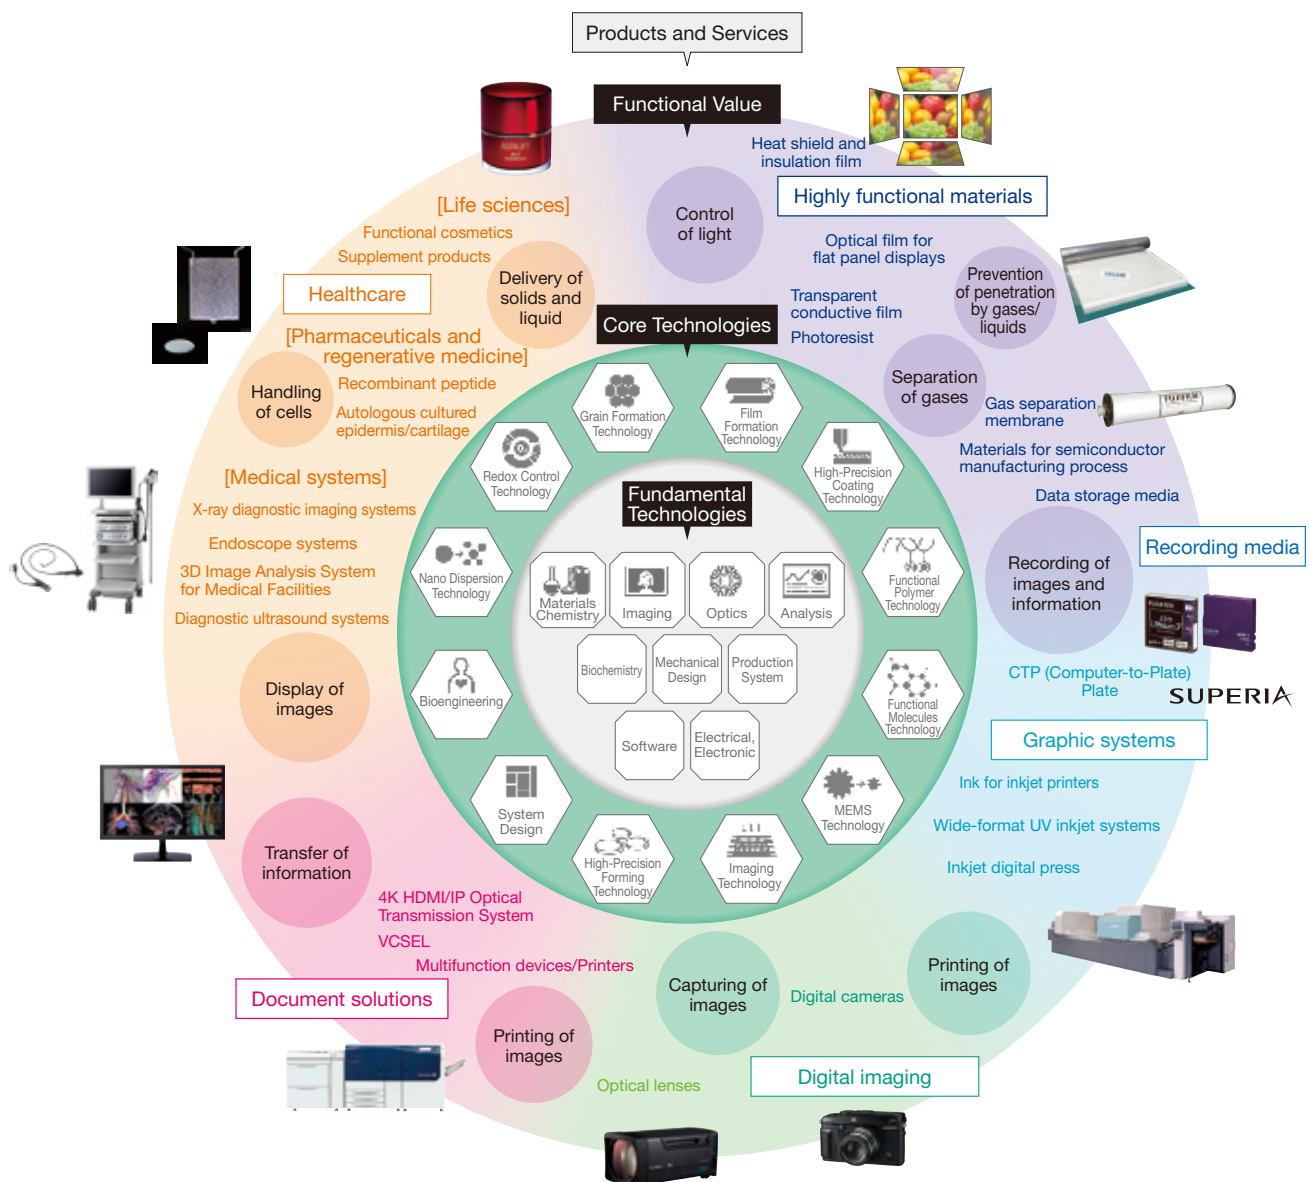 Products and Services
Functional Value
Heat shield and
insulation film
Highly functional materials
[Life sciences]
Functional cosmetics
Supplement products
Control
of light
Optical film for
flat panel displays
Prevention
of penetration
by gases/
liquids
Delivery of
solids and
liquid
Healthcare
Transparent
conductive film
Photoresist
Core Technologies
[Pharmaceuticals and
regenerative medicine]
Handling
of cells
Recombinant peptide
Autologous cultured
epidermis/cartilage
Separation
of gases
Gas separation
membrane
Materials for semiconductor
manufacturing process
Data storage media
Grain Formation
Technology
Film
Formation
Technology
Redox Control
Technology
High-Precision
Coating Technology
[Medical systems]
X-ray diagnostic imaging systems
Endoscope systems
3D Image Analysis System
for Medical Facilities
Diagnostic ultrasound systems
Fundamental
Technologies
Recording media
Recording of
images and
information
Nano Dispersion
Technology
Functional
Polymer
Technology
Materials
Chemistry
Imaging
Optics
Analysis
Biochemistry
Mechanical
Design
Production
System
Software
Electrical,
Electronic
Display of
images
Bioengineering
Functional
Molecules
Technology
CTP (Computer-to-Plate)
Plate
SUPERIA
Graphic systems
Ink for inkjet printers
Wide-format UV inkjet systems
Inkjet digital press
System
Design
MEMS
Technology
High-Precision
Forming
Technology
Imaging
Technology
Transfer of
information
4K HDMI/IP Optical
Transmission System
VCSEL
Multifunction devices/Printers
Document solutions
Printing of
images
Capturing of
images
Digital cameras
Printing of
images
Optical lenses
Digital imaging